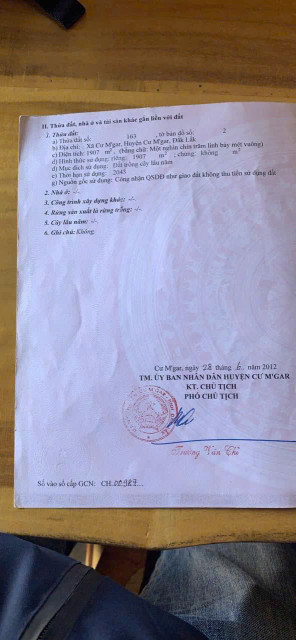 II. Thửa đất, nhà ở và tài sản khác gắn liền với đất
1. Thửa đất:
a) Thửa đất số: 163 , tờ bản đồ số: 2
b) Địa chỉ: Xã Cư M'gar, Huyện Cư M'gar, Đắk Lắk
c) Diện tích: 1907 m², (bằng chữ: Một nghìn chín trăm linh bảy mét vuông)
d) Hình thức sử dụng: riêng: 1907 m² ; chung: không m²
đ) Mục đích sử dụng: Đất trồng cây lâu năm
e) Thời hạn sử dụng: 2043
g) Nguồn gốc sử dụng: Công nhận QSDĐ như giao đất không thu tiền sử dụng đất
2. Nhà ở: -/-.
3. Công trình xây dựng khác: -/-.
4. Rừng sản xuất là rừng trồng: -/-.
5. Cây lâu năm: -/-.
6. Ghi chú: Không.
Cư M'gar, ngày 28 tháng 6 năm 2012
TM. ỦY BAN NHÂN DÂN HUYỆN CƯ M'GAR
KT. CHỦ TỊCH
PHÓ CHỦ TỊCH
Trương Văn Chỉ
Số vào sổ cấp GCN: CH 00989